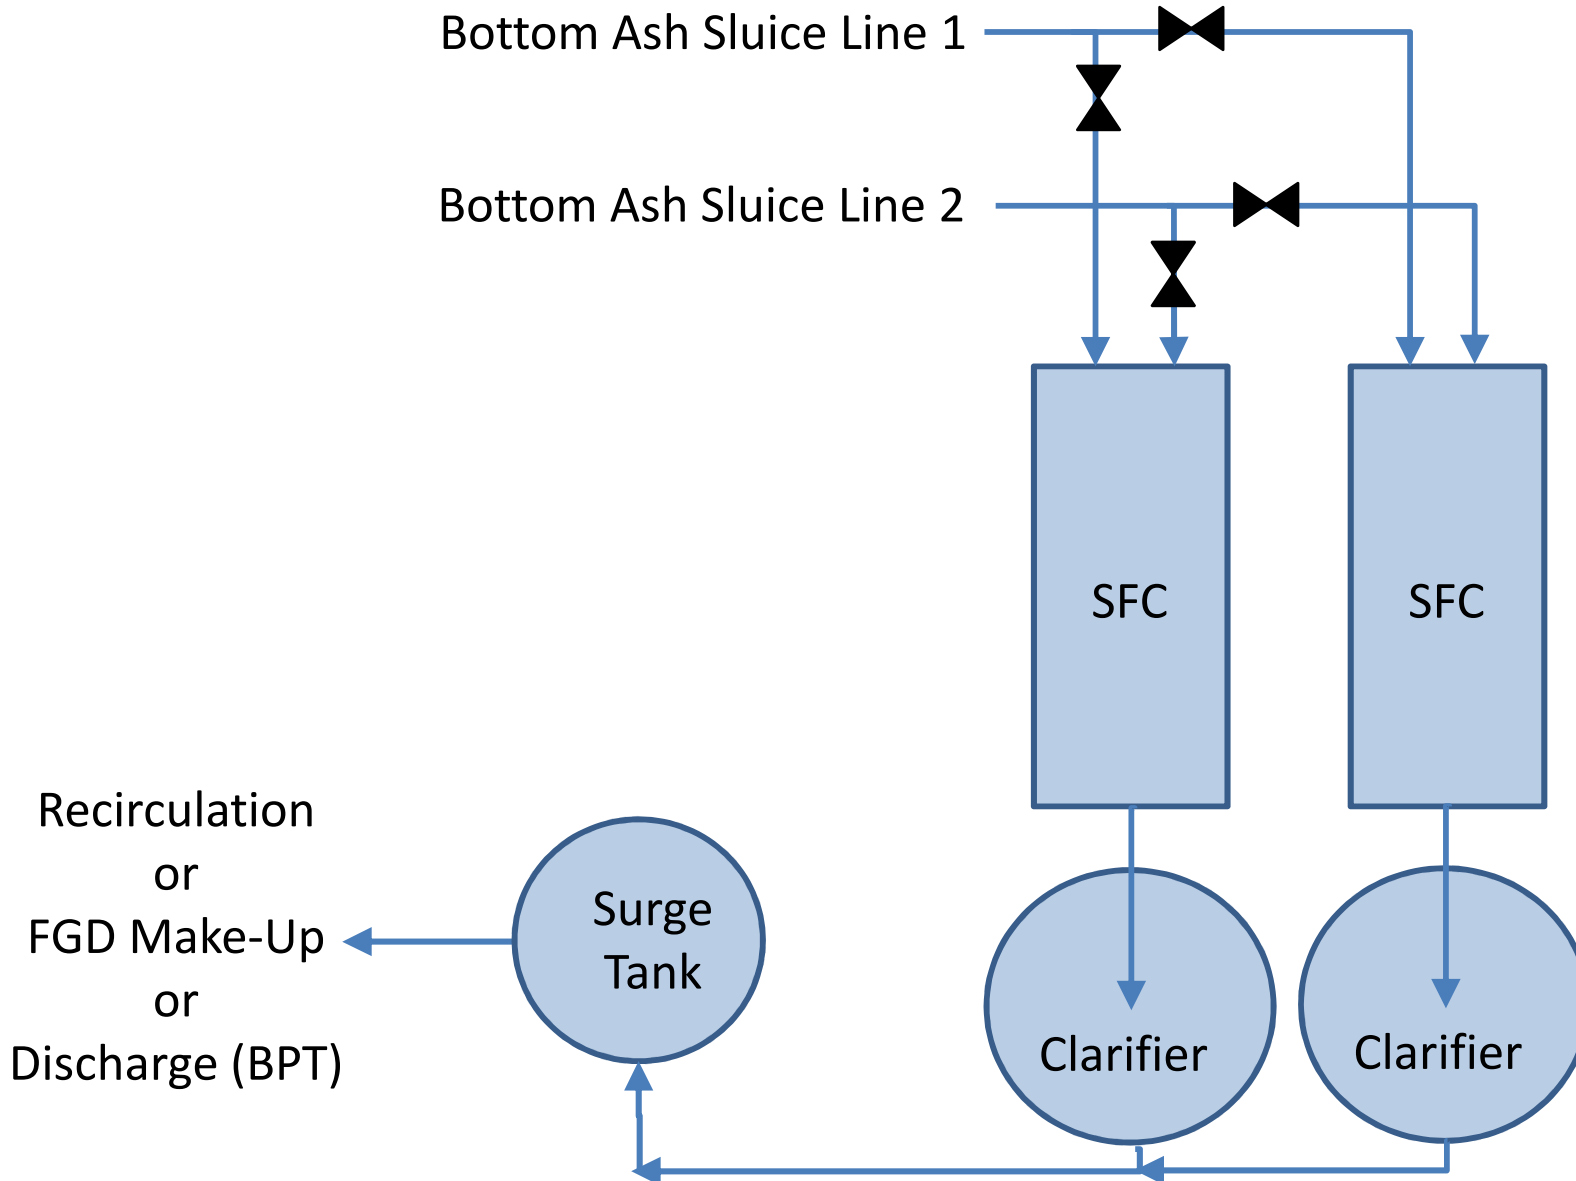 Bottom Ash Sluice Line 1
Bottom Ash Sluice Line 2
SFC
SFC
Recirculation
or
FGD Make-Up
or
Discharge (BPT)
Surge
Tank
Clarifier
Clarifier